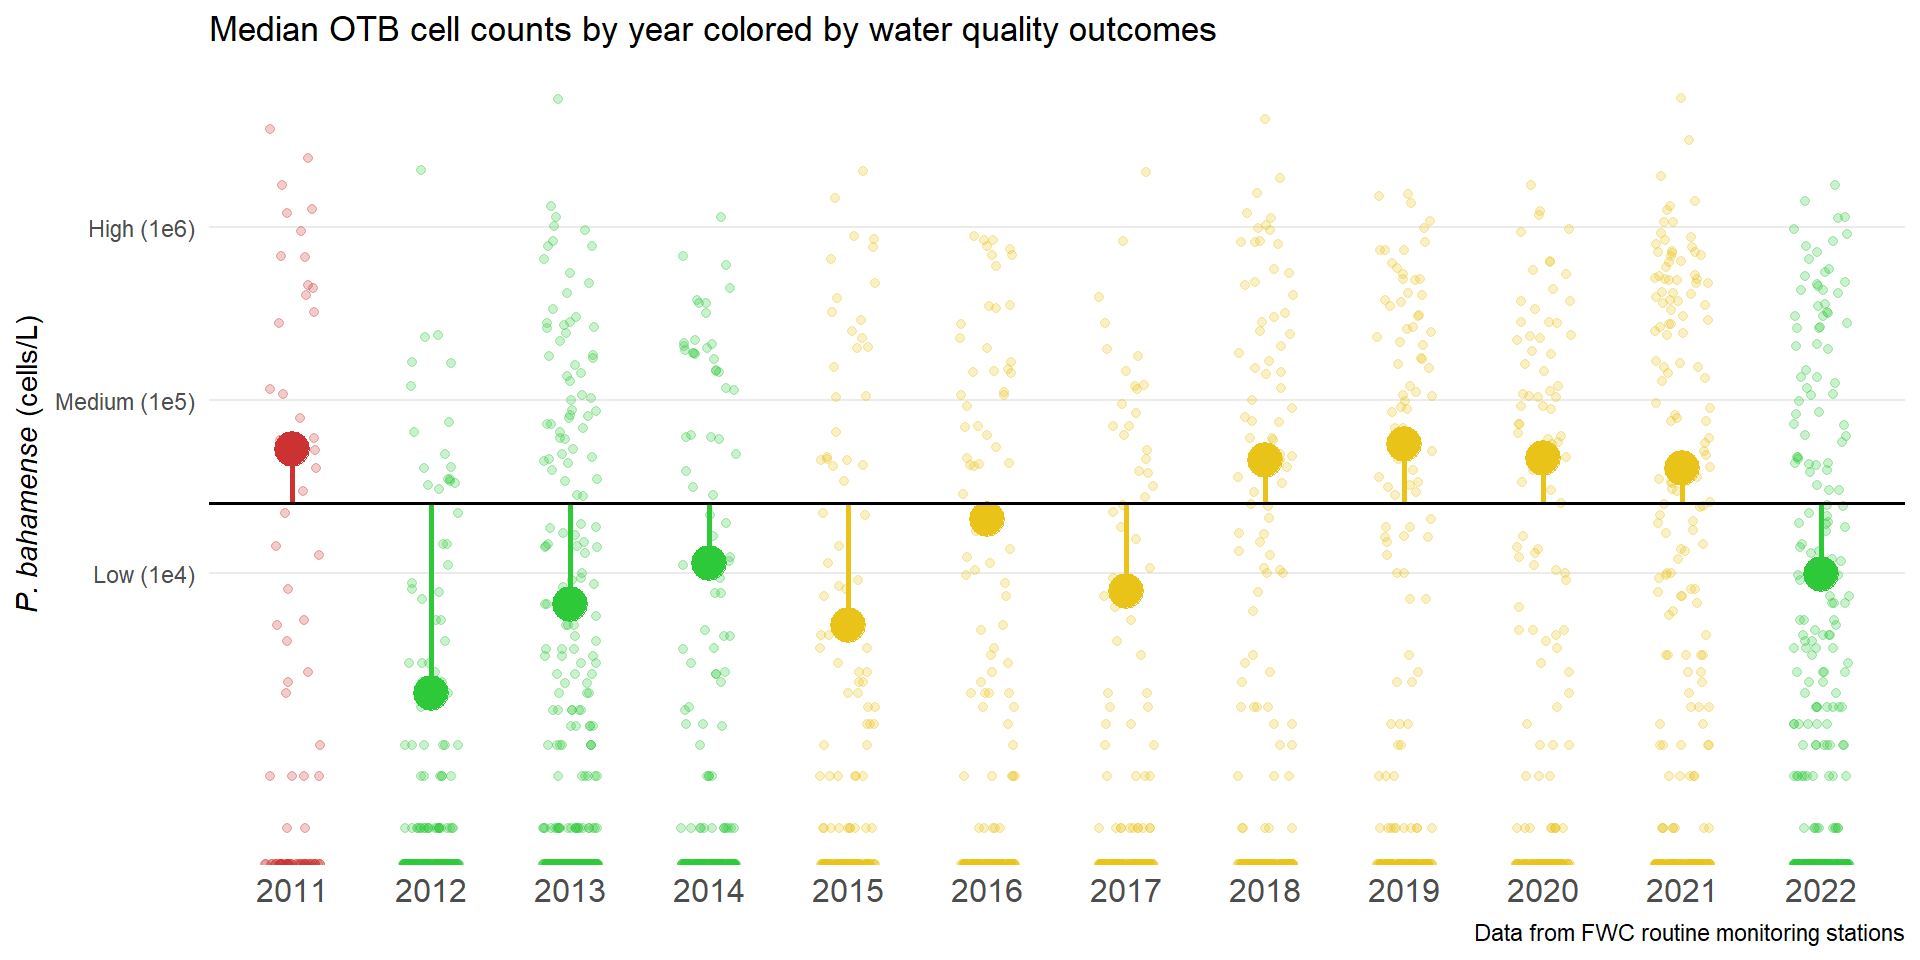 Median OTB cell counts by year colored by water quality outcomes
High (1e6)
Medium (1e5)
Low (1e4)
P. bahamense (cells/L)
2011 2012 2013 2014 2015 2016 2017 2018 2019 2020 2021 2022
Data from FWC routine monitoring stations